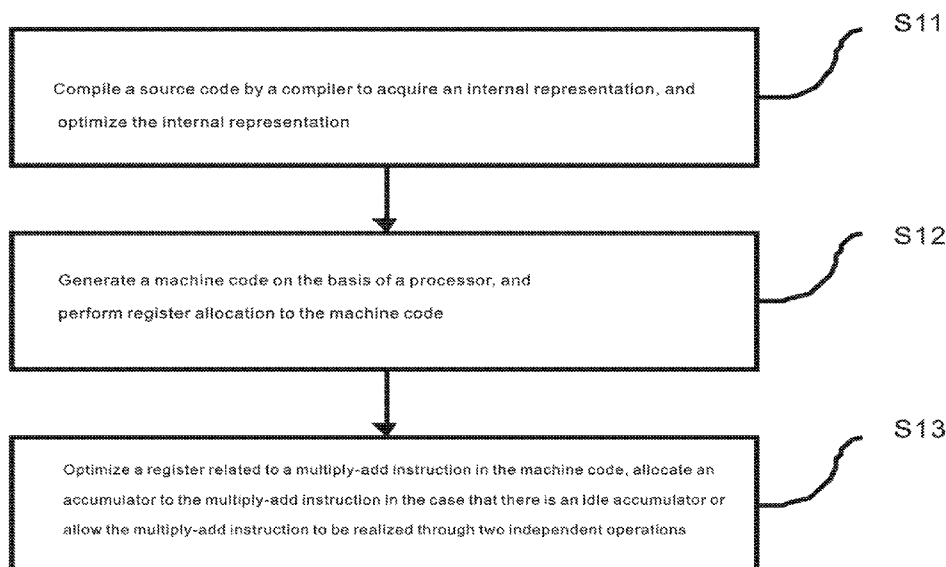 S11
Compile a source code by a compiler to acquire an internal representation, and
optimize the internal representation
S12
Generate a machine code on the basis of a processor, and
perform register allocation to the machine code
S13
Optimize a register related to a multiply-add instruction in the machine code, allocate an
accumulator to the multiply-add instruction in the case that there is an idle accumulator or
allow the multiply-add instruction to be realized through two independent operations